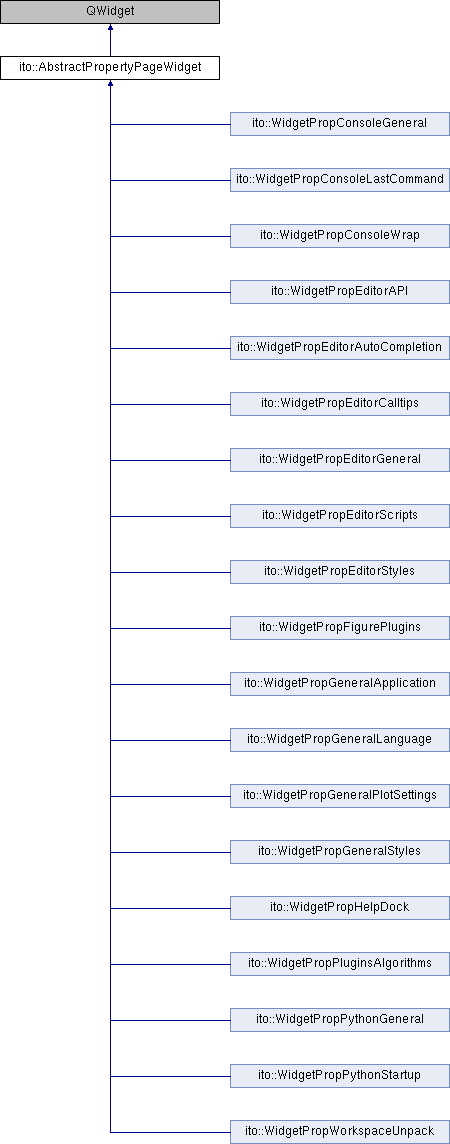 QWidget
ito::AbstractPropertyPageWidget
ito::WidgetPropConsoleGeneral
ito::WidgetPropConsoleLastCommand
ito::WidgetPropConsoleWrap
ito::WidgetPropEditorAPI
ito::WidgetPropEditorAutoCompletion
ito::WidgetPropEditorCalltips
ito::WidgetPropEditorGeneral
ito::WidgetPropEditorScripts
ito::WidgetPropEditorStyles
ito::WidgetPropFigurePlugins
ito::WidgetPropGeneralApplication
ito::WidgetPropGeneralLanguage
ito::WidgetPropGeneralPlotSettings
ito::WidgetPropGeneralStyles
ito::WidgetPropHelpDock
ito::WidgetPropPluginsAlgorithms
ito::WidgetPropPythonGeneral
ito::WidgetPropPythonStartup
ito::WidgetPropWorkspaceUnpack